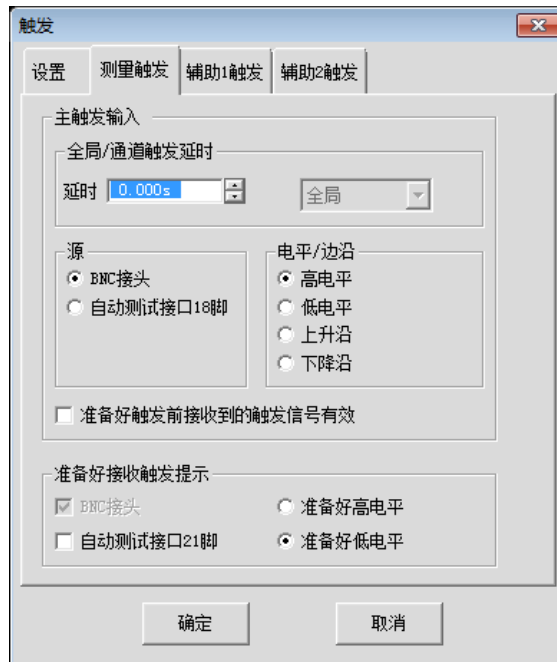 触发
设置 测量触发 辅助1触发 辅助2触发
主触发输入
全局/通道触发延时
延时 0.000s 全局
源
BNC接头
自动测试接口18脚
电平/边沿
高电平
低电平
上升沿
下降沿
准备好触发前接收到的触发信号有效
准备好接收触发提示
BNC接头 准备好高电平
自动测试接口21脚 准备好低电平
确定 取消